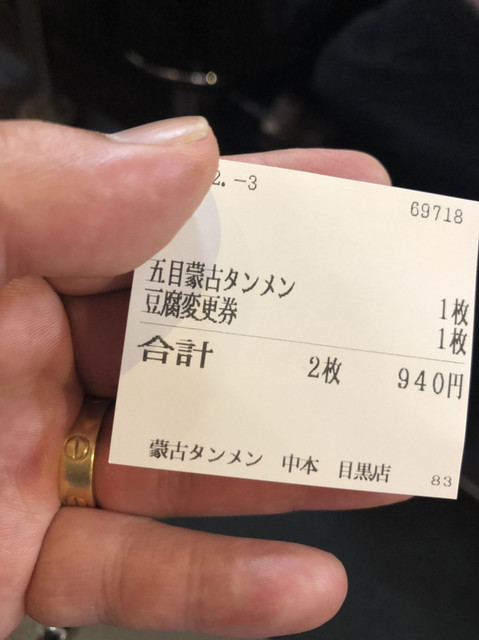 2.-3
69718
五目蒙古タンメン 1枚
豆腐変更券 1枚
合計 2枚 940円
蒙古タンメン 中本 目黒店 83